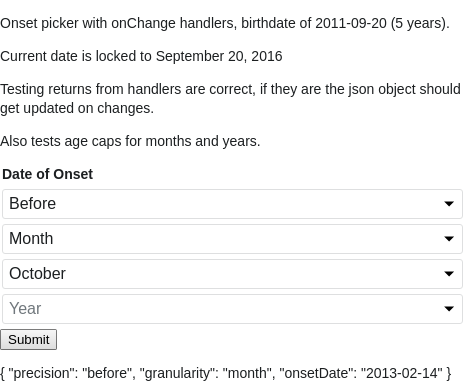 Onset picker with onChange handlers, birthdate of 2011-09-20 (5 years).
Current date is locked to September 20, 2016
Testing returns from handlers are correct, if they are the json object should
get updated on changes.
Also tests age caps for months and years.
Date of Onset
Before
Month
October
Year
Submit
{ "precision": "before", "granularity": "month", "onsetDate": "2013-02-14" }